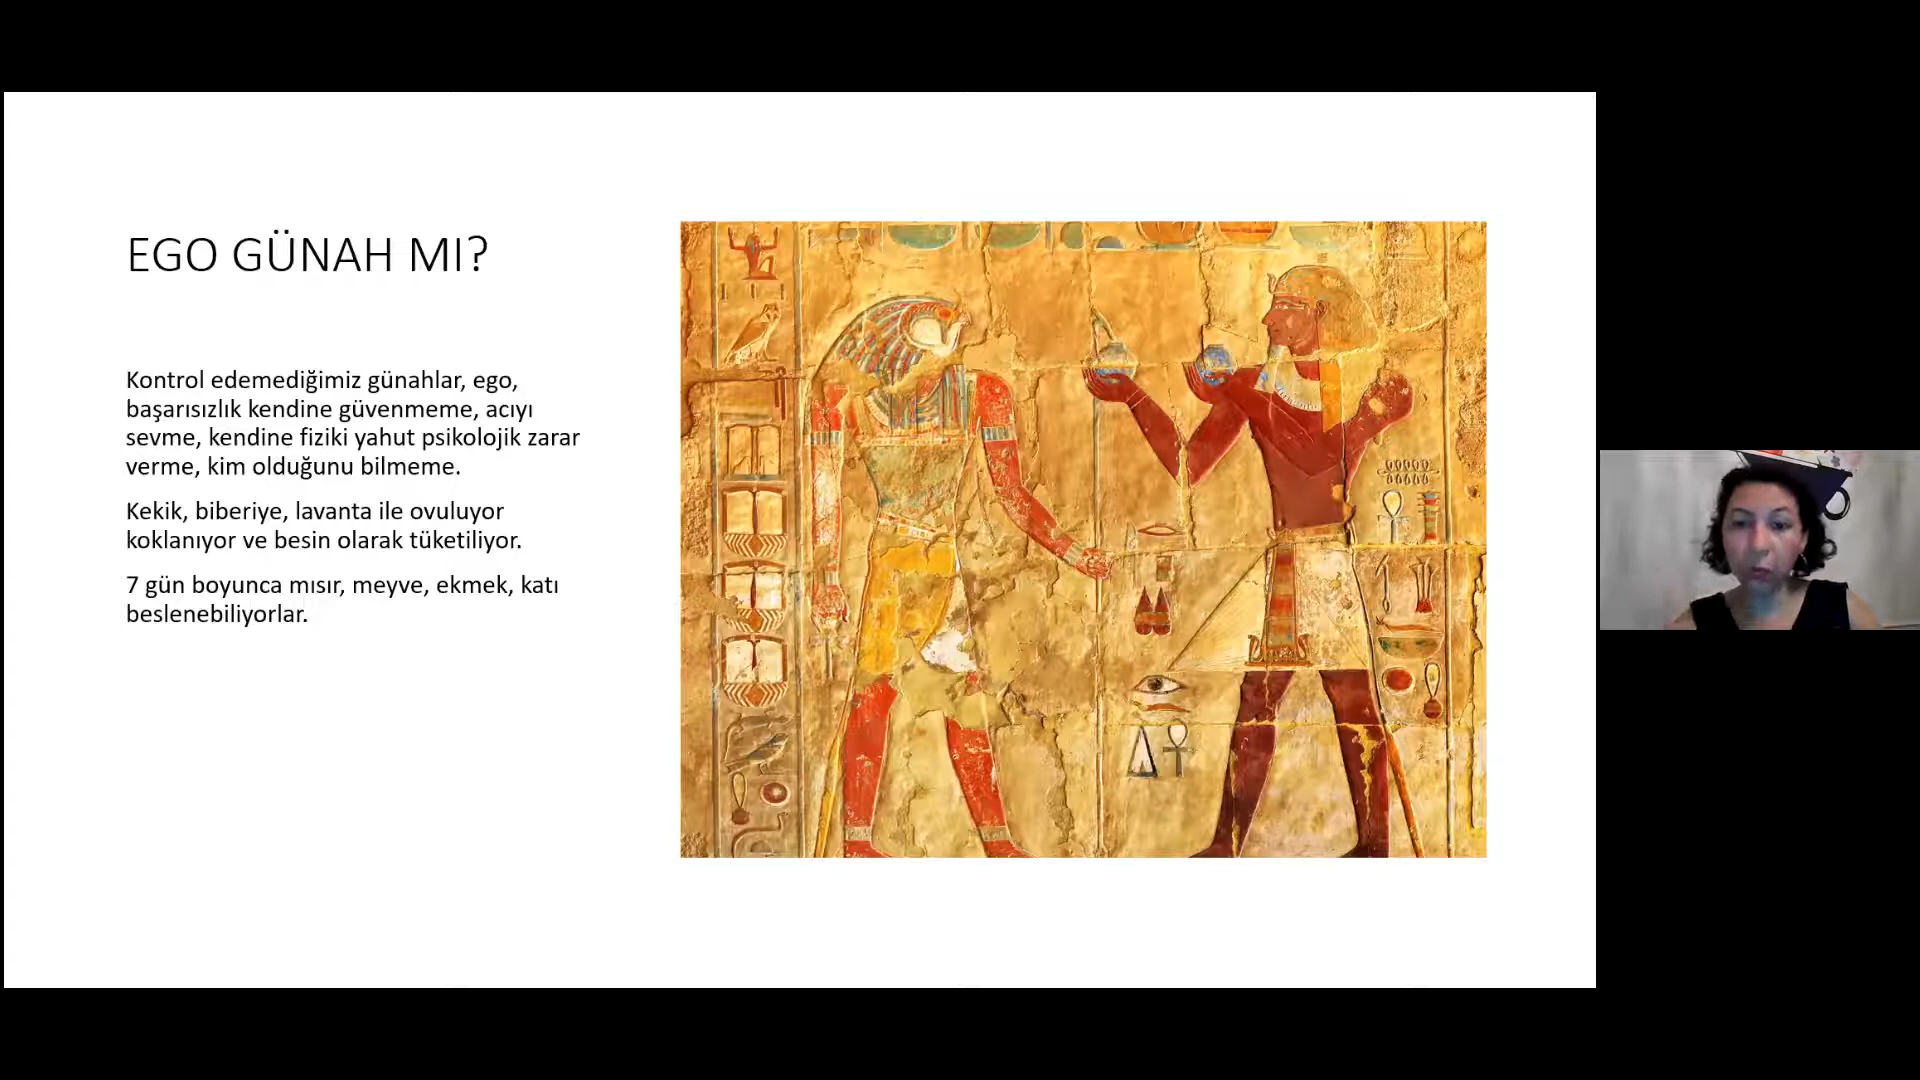 EGO GÜNAH MI?
Kontrol edemediğimiz günahlar, ego,
başarısızlık kendine güvenmeme, acıyı
sevme, kendine fiziki yahut psikolojik zarar
verme, kim olduğunu bilmeme.
Kekik, biberiye, lavanta ile ovuluyor
koklanıyor ve besin olarak tüketiliyor.
7 gün boyunca mısır, meyve, ekmek, katı
beslenebiliyorlar.